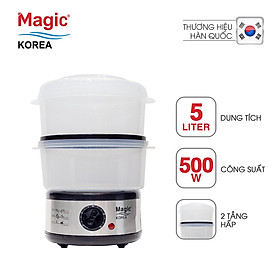 Magic®
KOREA
THƯƠNG HIỆU
HÀN QUỐC
5
LITER
DUNG TÍCH
500
W
CÔNG SUẤT
2 TẦNG
HẤP
Magic
KOREA